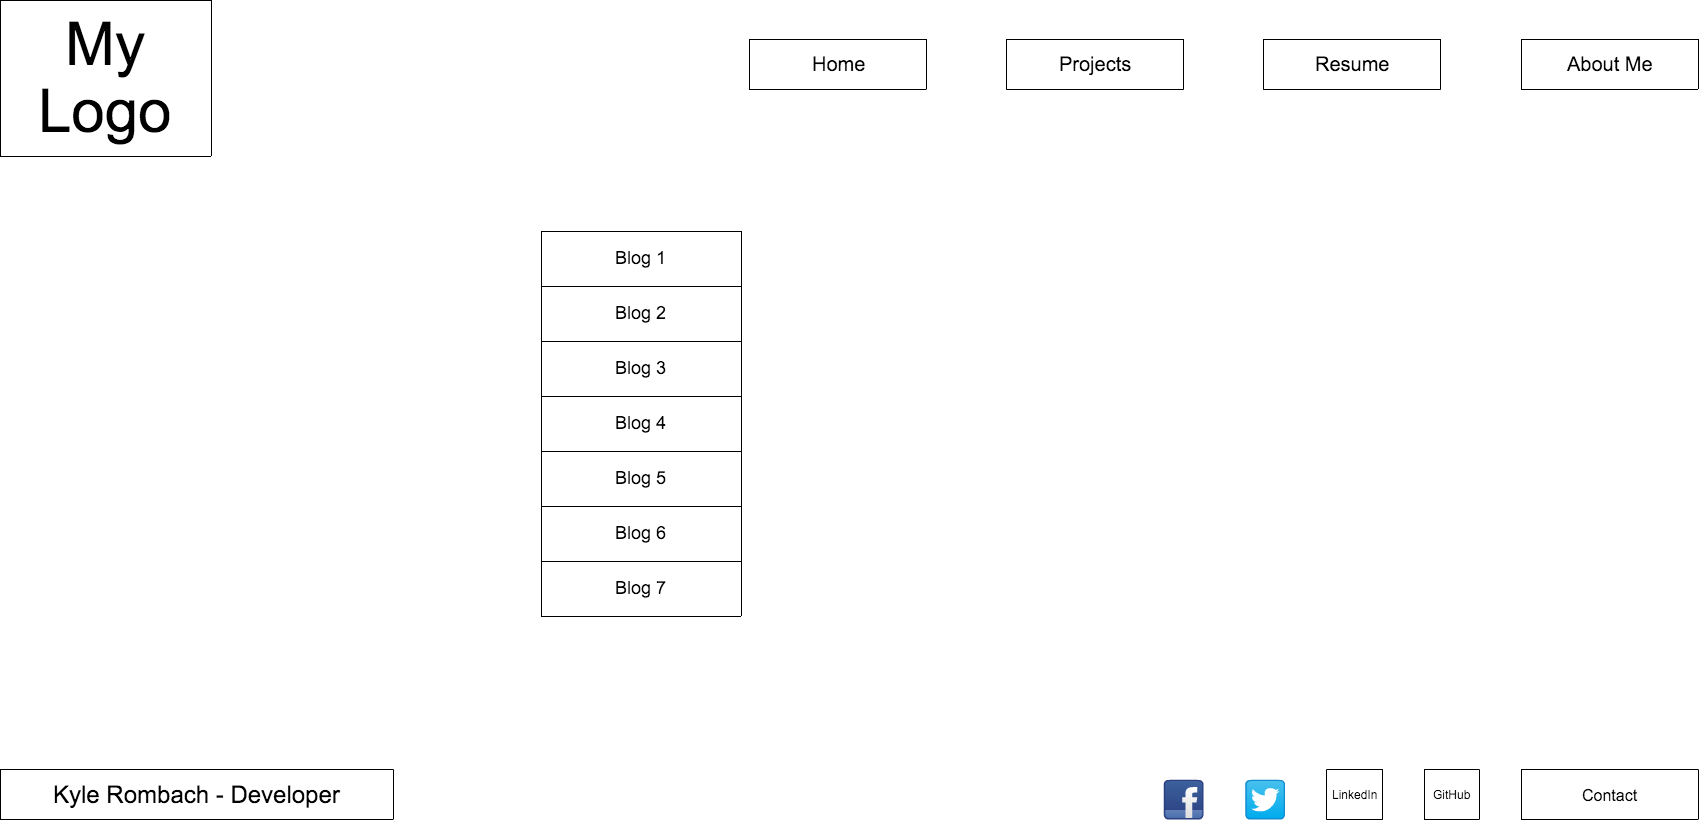 My
Logo
Home
Projects
Resume
About Me
Blog 1
Blog 2
Blog 3
Blog 4
Blog 5
Blog 6
Blog 7
Kyle Rombach - Developer
LinkedIn
GitHub
Contact